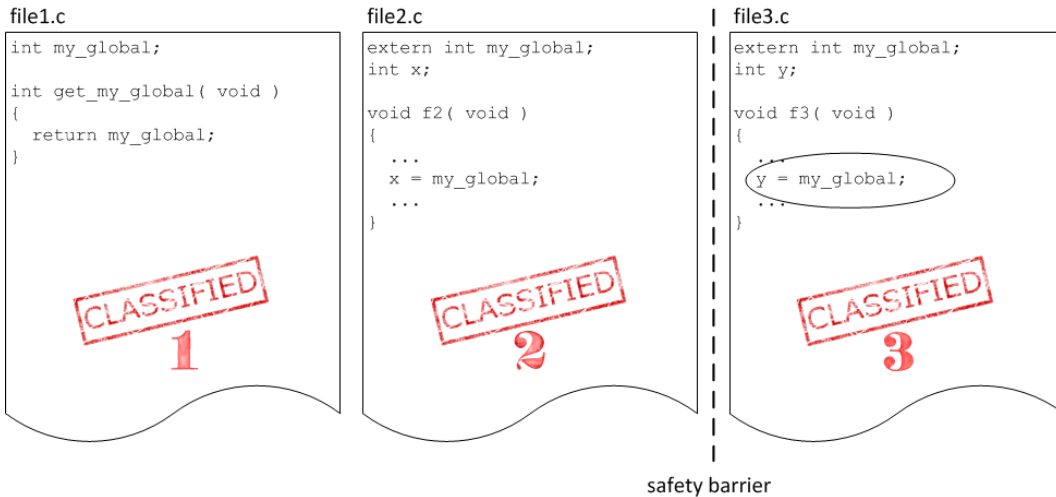 file1.c
int my_global;
int get_my_global( void )
{
  return my_global;
}
CLASSIFIED
1
file2.c
extern int my_global;
int x;
void f2( void )
{
  ...
  x = my_global;
  ...
}
CLASSIFIED
2
file3.c
extern int my_global;
int y;
void f3( void )
{
  ...
  y = my_global;
  ...
}
CLASSIFIED
3
safety barrier